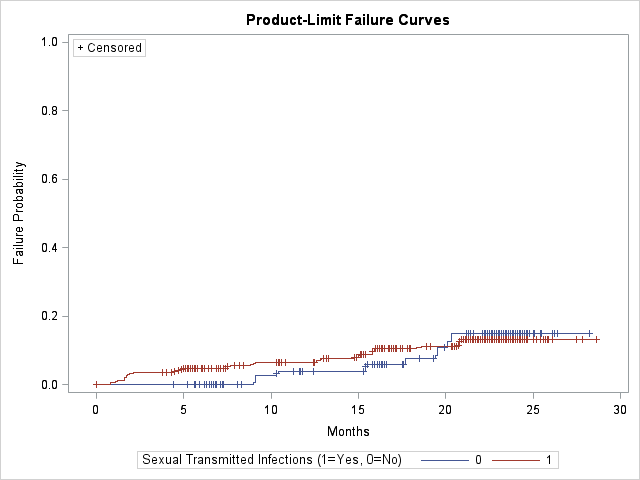 Product-Limit Failure Curves
+ Censored
1.0
0.8
0.6
0.4
0.2
0.0
Failure Probability
0 5 10 15 20 25 30
Months
Sexual Transmitted Infections (1=Yes, 0=No) 0 1